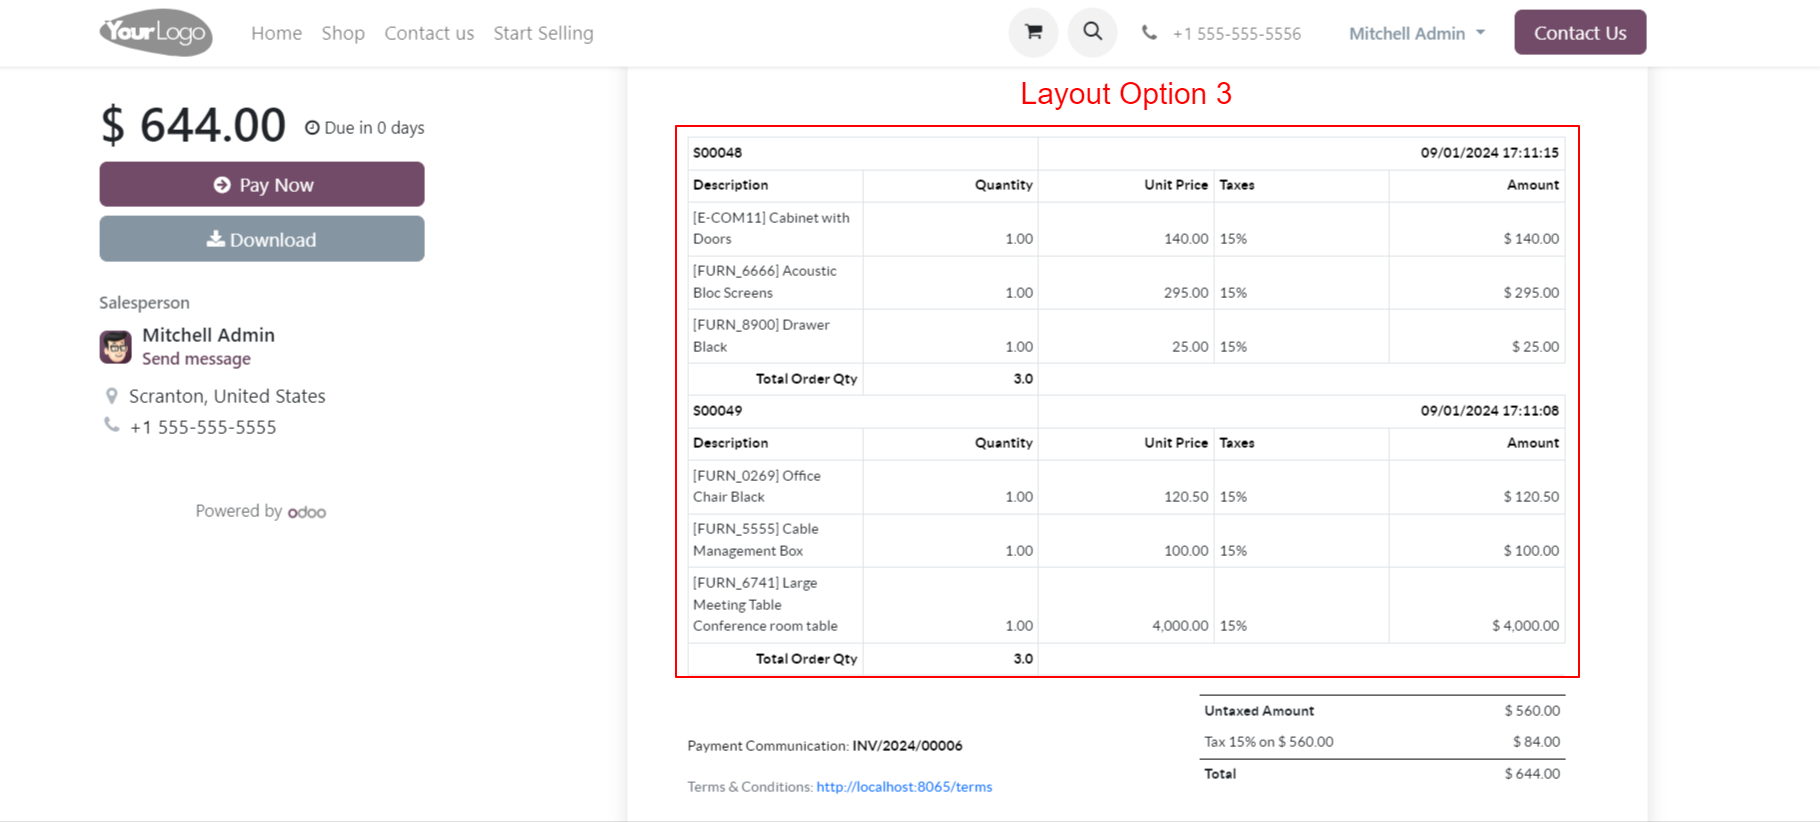 YourLogo Home Shop Contact us Start Selling +1 555-555-5556 Mitchell Admin Contact Us
$ 644.00 Due in 0 days
Pay Now
Download
Salesperson
Mitchell Admin
Send message
Scranton, United States
+1 555-555-5555
Powered by odoo
Layout Option 3
S00048 09/01/2024 17:11:15
Description Quantity Unit Price Taxes Amount
[E-COM11] Cabinet with
Doors 1.00 140.00 15% $ 140.00
[FURN_6666] Acoustic
Bloc Screens 1.00 295.00 15% $ 295.00
[FURN_8900] Drawer
Black 1.00 25.00 15% $ 25.00
Total Order Qty 3.0
S00049 09/01/2024 17:11:08
Description Quantity Unit Price Taxes Amount
[FURN_0269] Office
Chair Black 1.00 120.50 15% $ 120.50
[FURN_5555] Cable
Management Box 1.00 100.00 15% $ 100.00
[FURN_6741] Large
Meeting Table
Conference room table 1.00 4,000.00 15% $ 4,000.00
Total Order Qty 3.0
Untaxed Amount $ 560.00
Tax 15% on $ 560.00 $ 84.00
Total $ 644.00
Payment Communication: INV/2024/00006
Terms & Conditions: http://localhost:8065/terms